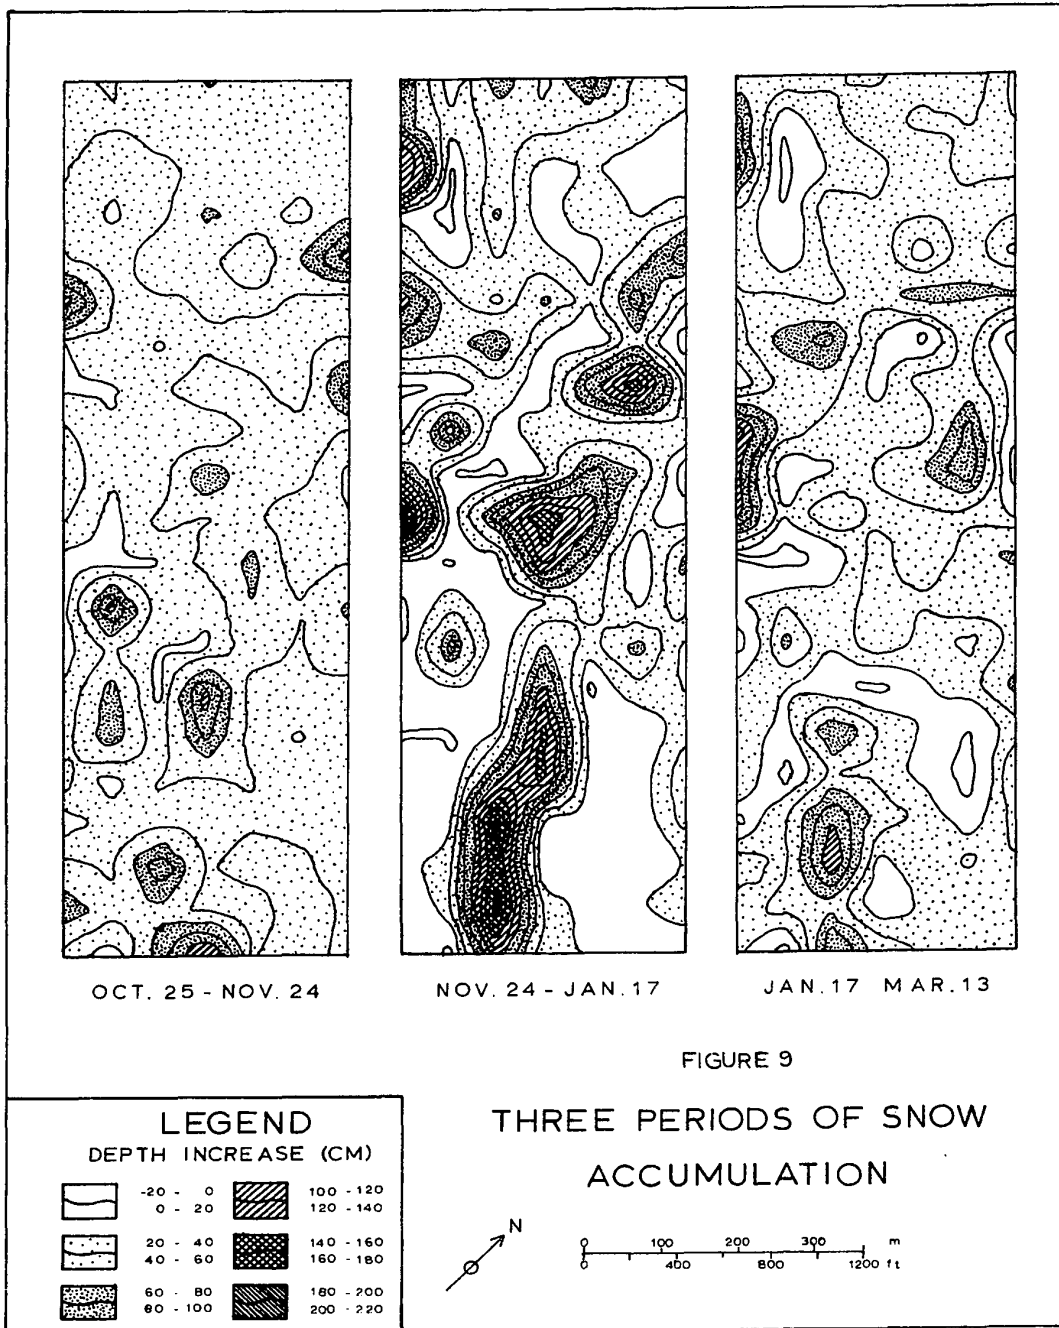 OCT. 25 - NOV. 24
NOV. 24 - JAN. 17
JAN. 17 MAR. 13
FIGURE 9
THREE PERIODS OF SNOW
ACCUMULATION
LEGEND
DEPTH INCREASE (CM)
-20 - 0
0 - 20
100 - 120
120 - 140
20 - 40
40 - 60
140 - 160
160 - 180
60 - 80
80 - 100
180 - 200
200 - 220
N
0 100 200 300 m
0 400 800 1200 ft